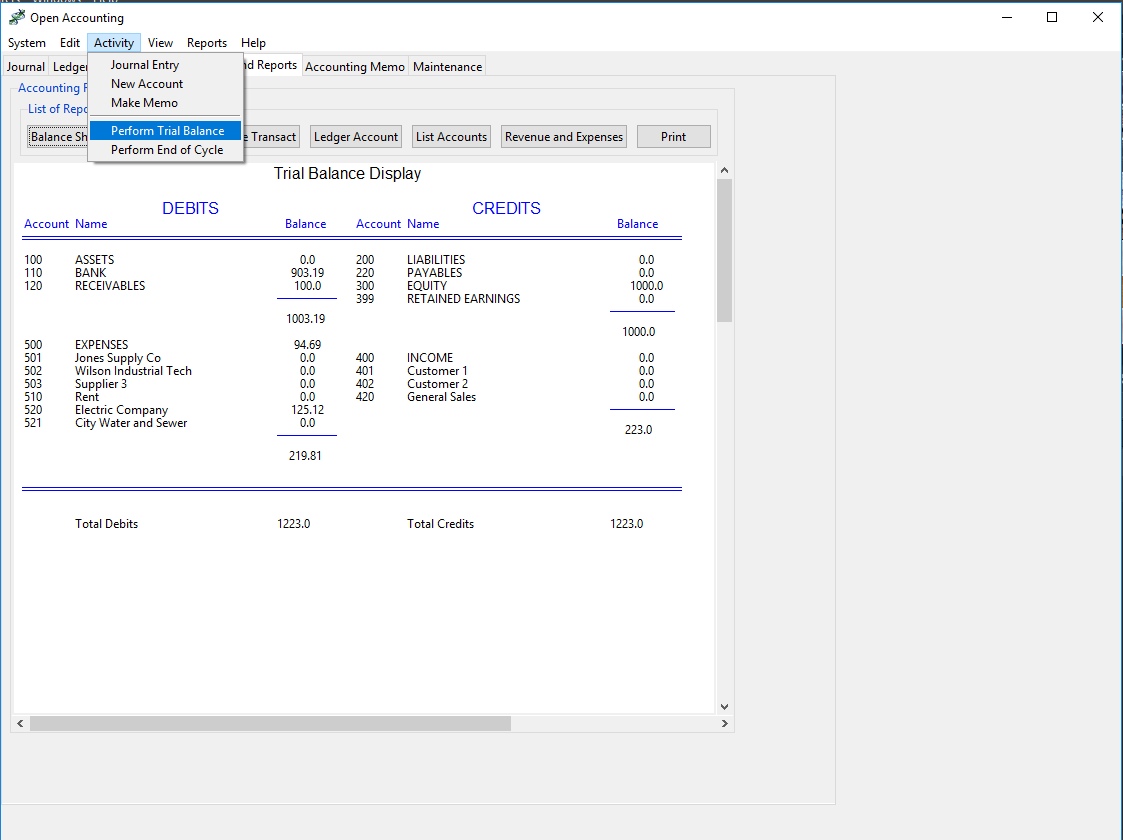 Open Accounting
System Edit Activity View Reports Help
Journal Ledger nd Reports Accounting Memo Maintenance
Journal Entry
New Account
Make Memo
Perform Trial Balance
Perform End of Cycle
Accounting
List of Repo
Balance Sh e Transact Ledger Account List Accounts Revenue and Expenses Print
Trial Balance Display
DEBITS CREDITS
Account Name Balance Account Name Balance
100 ASSETS 0.0 200 LIABILITIES 0.0
110 BANK 903.19 220 PAYABLES 0.0
120 RECEIVABLES 100.0 300 EQUITY 1000.0
399 RETAINED EARNINGS 0.0
1003.19
1000.0
500 EXPENSES 94.69
501 Jones Supply Co 0.0 400 INCOME 0.0
502 Wilson Industrial Tech 0.0 401 Customer 1 0.0
503 Supplier 3 0.0 402 Customer 2 0.0
510 Rent 0.0 420 General Sales 0.0
520 Electric Company 125.12
521 City Water and Sewer 0.0
223.0
219.81
Total Debits 1223.0 Total Credits 1223.0